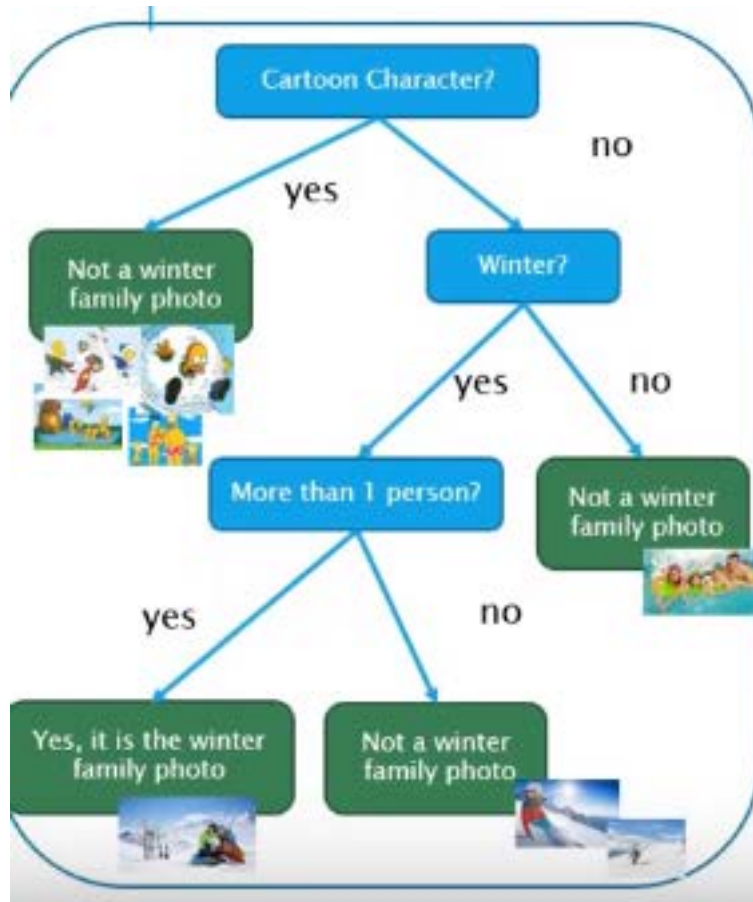 Cartoon Character?
no
yes
Not a winter
family photo
Winter?
yes
no
More than 1 person?
Not a winter
family photo
yes
no
Yes, it is the winter
family photo
Not a winter
family photo